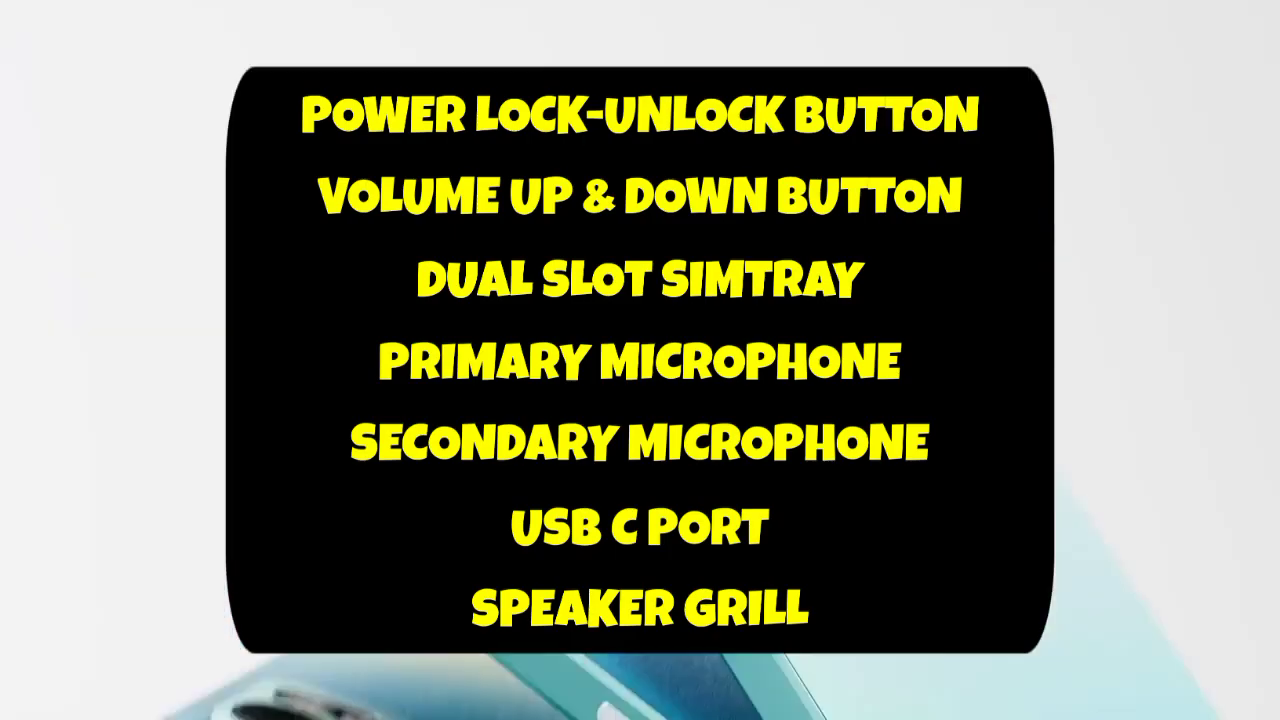 POWER LOCK-UNLOCK BUTTON
VOLUME UP & DOWN BUTTON
DUAL SLOT SIMTRAY
PRIMARY MICROPHONE
SECONDARY MICROPHONE
USB C PORT
SPEAKER GRILL